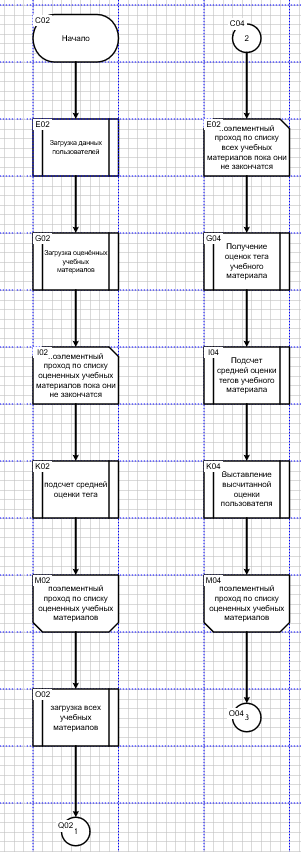 C02
Начало
E02
Загрузка данных
пользователей
G02
Загрузка оценённых
учебных
материалов
I02
..оэлементный
проход по списку
оцененных учебных
материалов пока они
не закончатся
K02
подсчет средней
оценки тега
M02
поэлементный
проход по списку
оцененных учебных
материалов
O02
загрузка всех
учебных
материалов
Q02
1
C04
2
E02
..оэлементный
проход по списку
всех учебных
материалов пока они
не закончатся
G04
Получение
оценок тега
учебного
материала
I04
Подсчет
средней оценки
тегов учебного
материала
K04
Выставление
высчитанной
оценки
пользователя
M04
поэлементный
проход по списку
оцененных учебных
материалов
O04
3